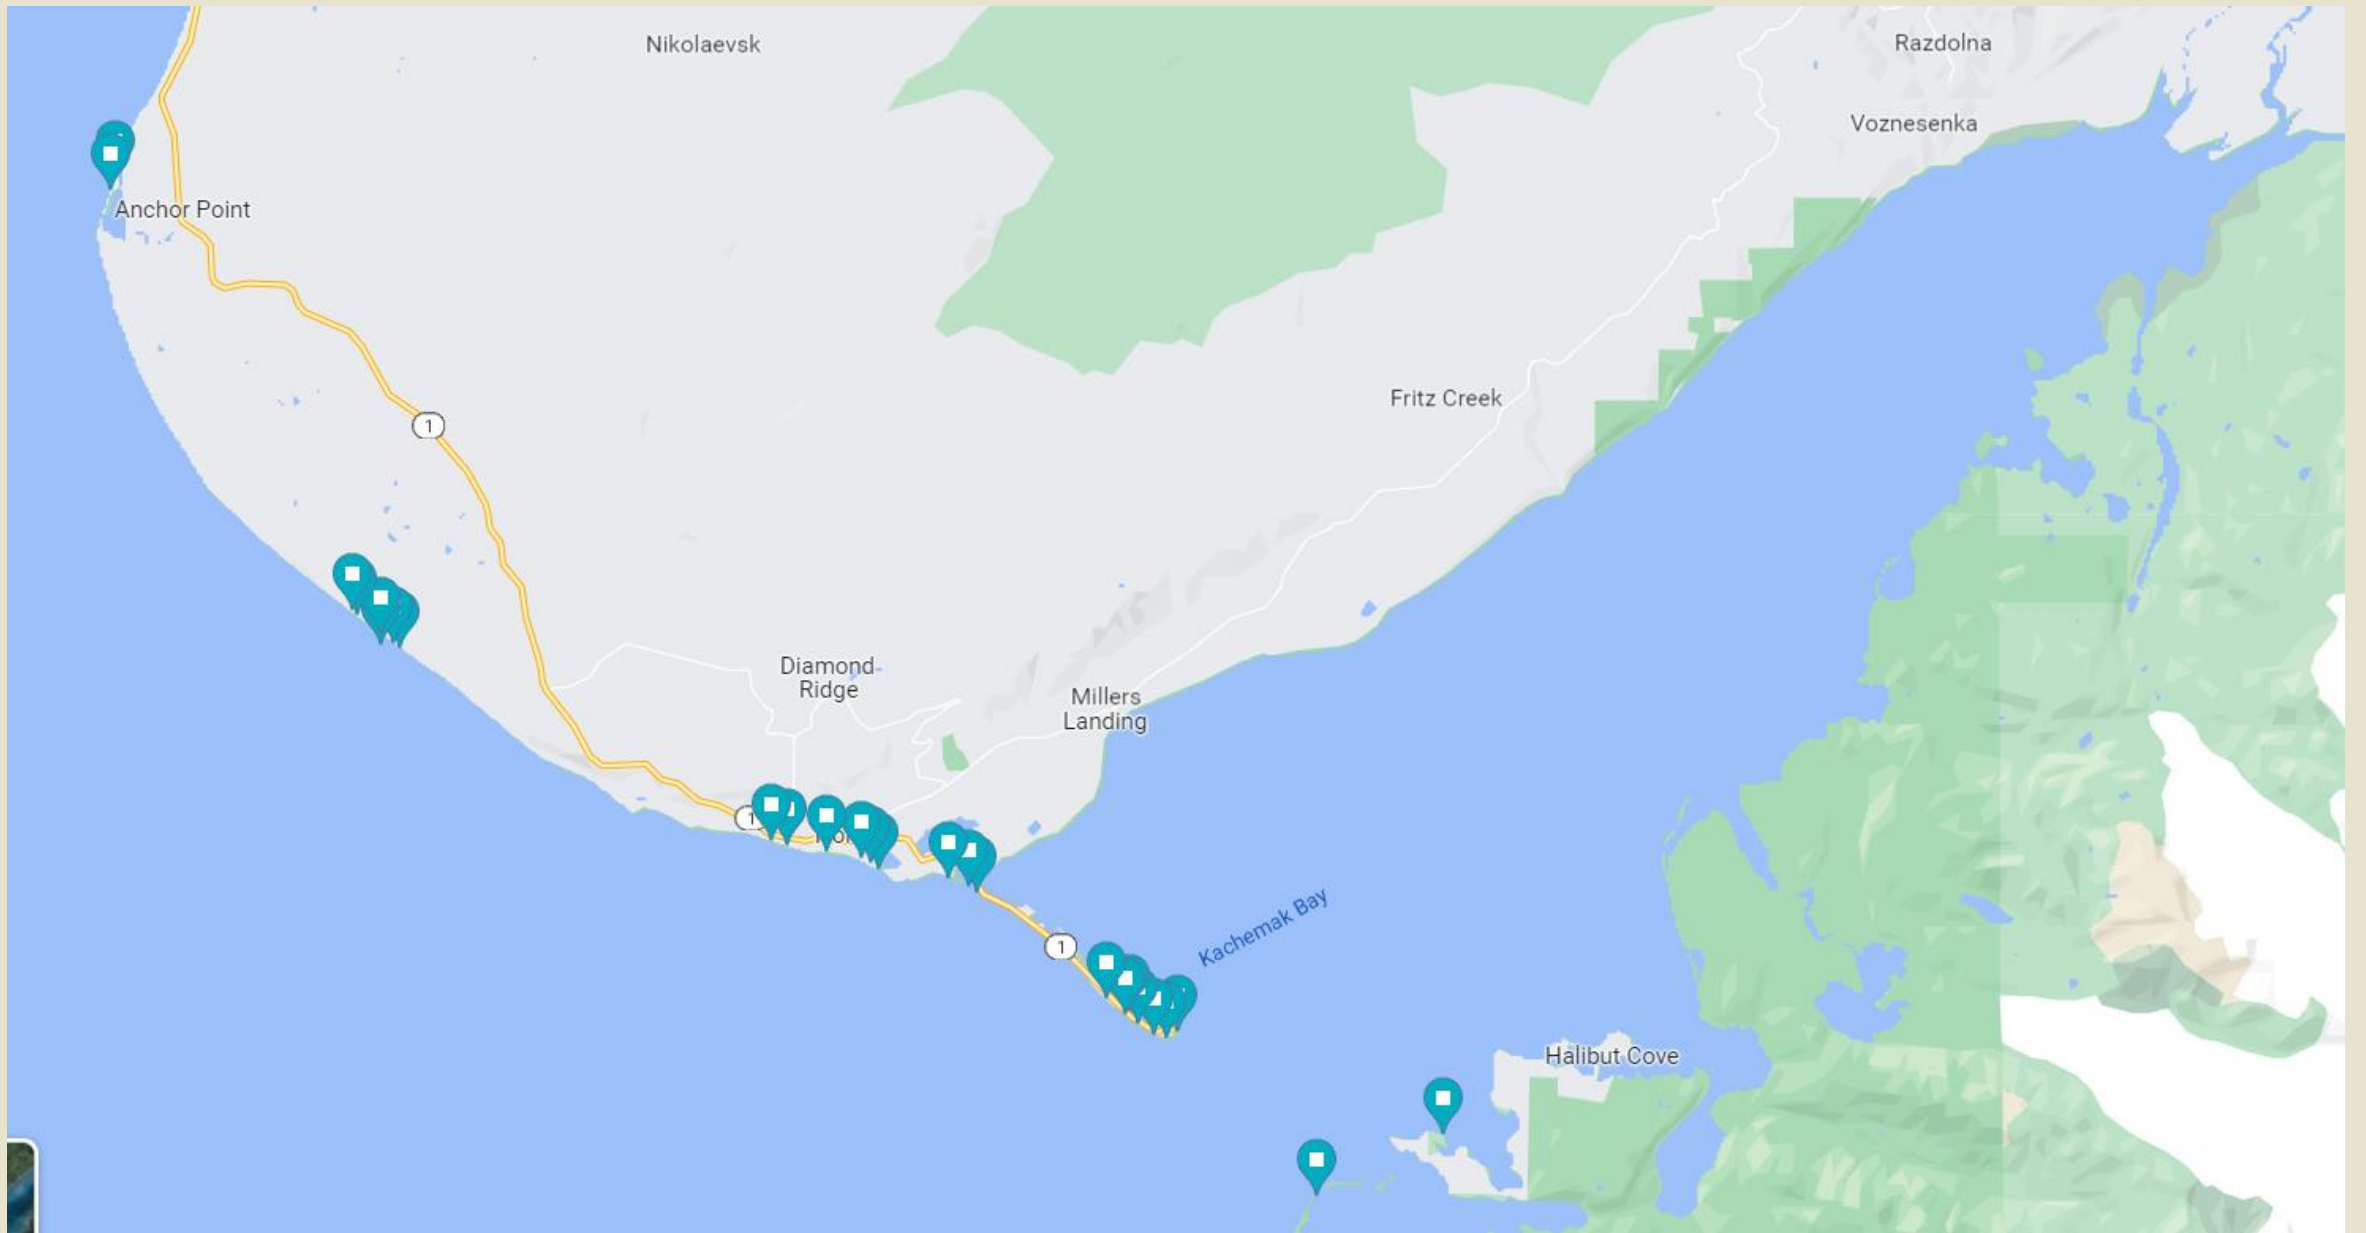 Nikolaevsk
Razdolna
Voznesenka
Anchor Point
Fritz Creek
1
Diamond
Ridge
Millers
Landing
1
Kachemak Bay
1
Halibut Cove